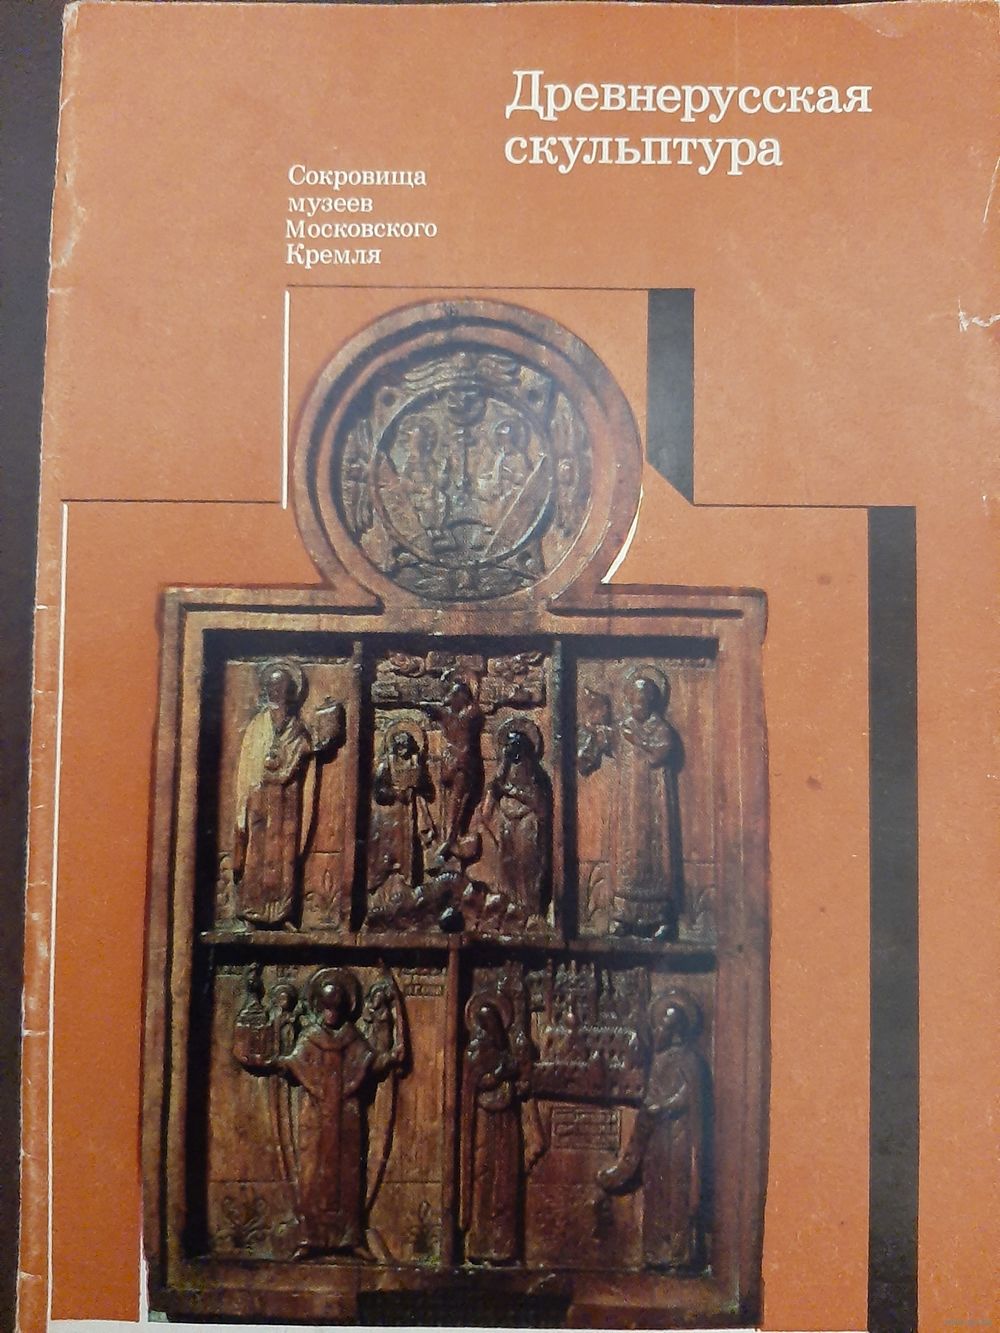 Древнерусская
скульптура
Сокровища
музеев
Московского
Кремля